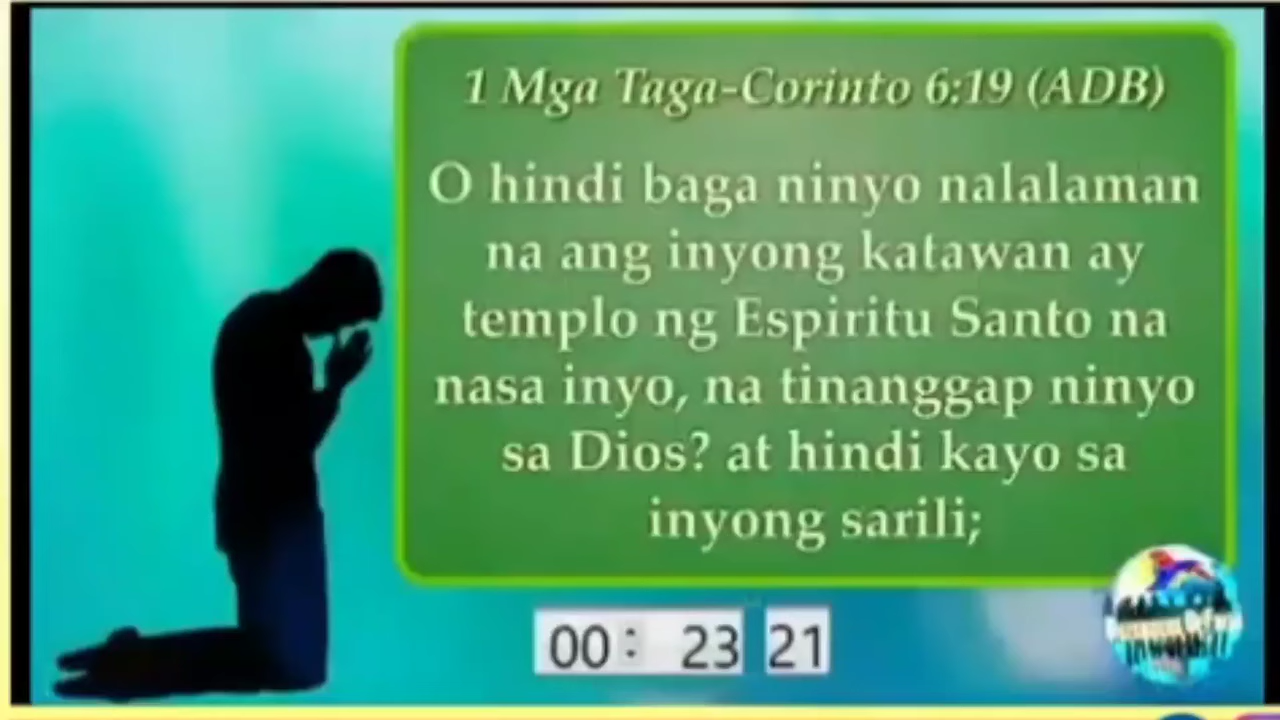 1 Mga Taga-Corinto 6:19 (ADB)
O hindi baga ninyo nalalaman
na ang inyong katawan ay
templo ng Espiritu Santo na
nasa inyo, na tinanggap ninyo
sa Dios? at hindi kayo sa
inyong sarili;
00 : 23 21